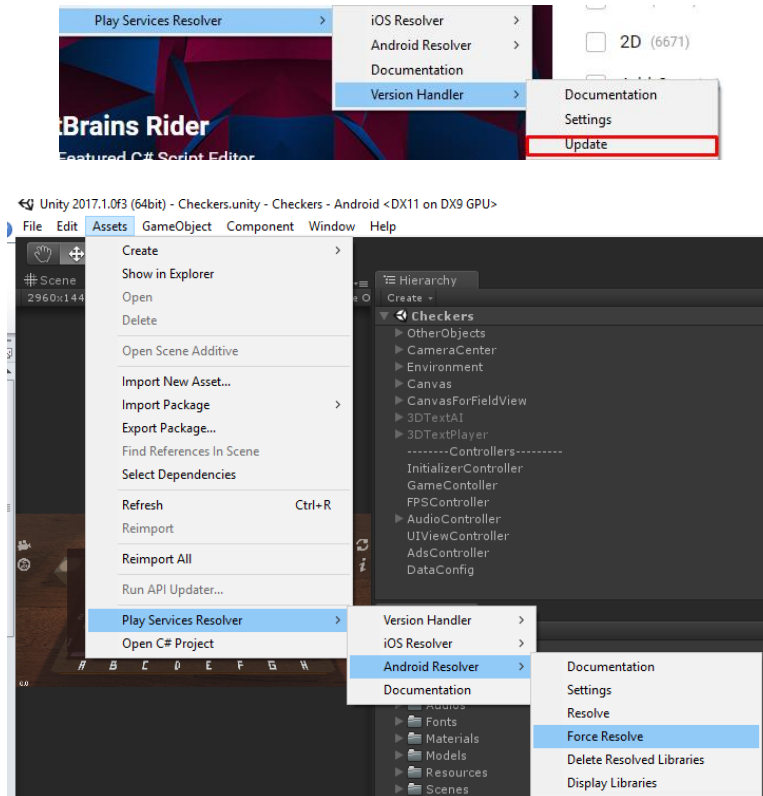 Play Services Resolver
iOS Resolver
Android Resolver
Documentation
Version Handler
2D (6671)
Documentation
Settings
Update
tBrains Rider
Featured C# Script Editor
Unity 2017.1.0f3 (64bit) - Checkers.unity - Checkers - Android <DX11 on DX9 GPU>
File Edit Assets GameObject Component Window Help
Scene
2960x144
Create
Show in Explorer
Open
Delete
Open Scene Additive
Import New Asset...
Import Package
Export Package...
Find References In Scene
Select Dependencies
Refresh Ctrl+R
Reimport
Reimport All
Run API Updater...
Play Services Resolver
Open C# Project
Hierarchy
Create
Checkers
OtherObjects
CameraCenter
Environment
Canvas
CanvasForFieldView
3DTextAI
3DTextPlayer
--------Controllers---------
InitializerController
GameContoller
FPSController
AudioController
UIViewController
AdsController
DataConfig
Version Handler
iOS Resolver
Android Resolver
Documentation
Documentation
Settings
Resolve
Force Resolve
Delete Resolved Libraries
Display Libraries
A B C D E F G H
Audios
Fonts
Materials
Models
Resources
Scenes